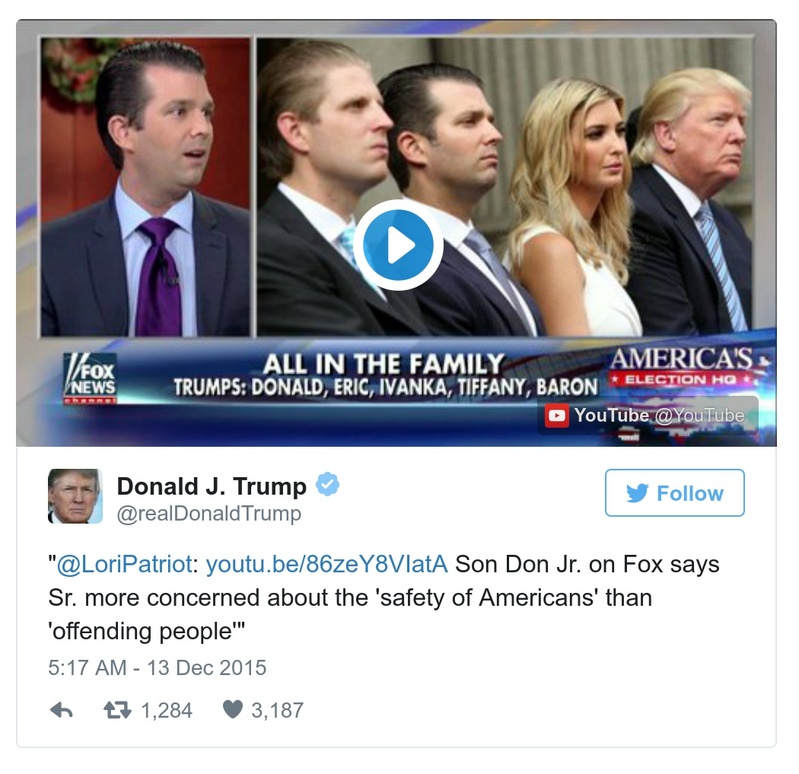 FOX
NEWS
channel
ALL IN THE FAMILY
TRUMPS: DONALD, ERIC, IVANKA, TIFFANY, BARON
AMERICA'S
ELECTION HQ
YouTube @YouTube
Donald J. Trump
@realDonaldTrump
Follow
"@LoriPatriot: youtu.be/86zeY8VlatA Son Don Jr. on Fox says
Sr. more concerned about the 'safety of Americans' than
'offending people'"
5:17 AM - 13 Dec 2015
1,284
3,187